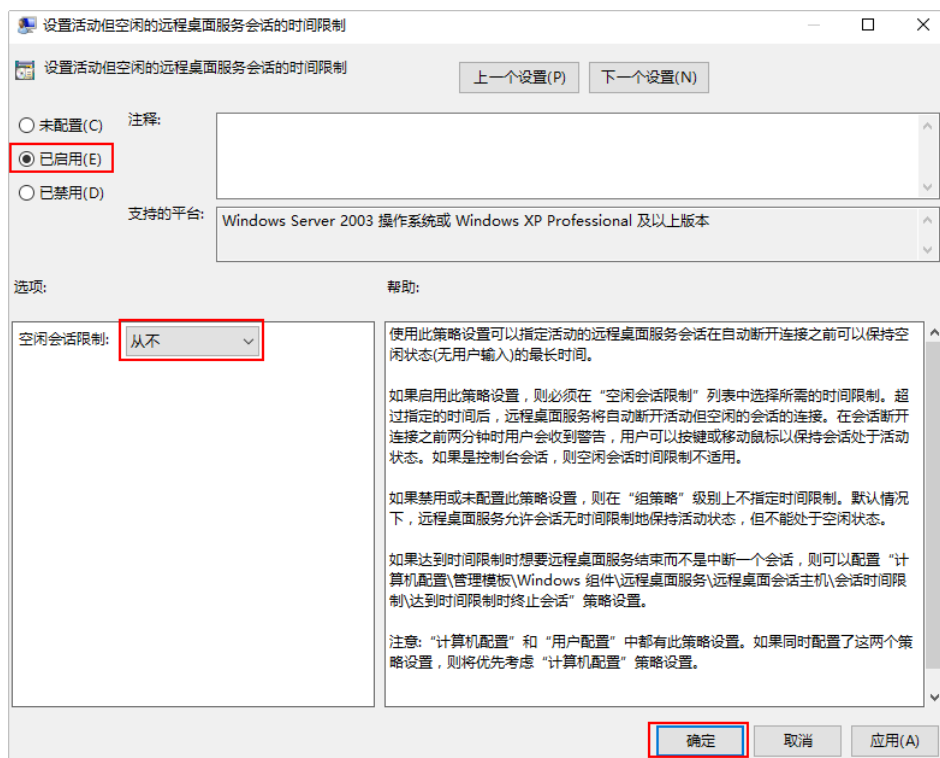 设置活动但空闲的远程桌面服务会话的时间限制
设置活动但空闲的远程桌面服务会话的时间限制
上一个设置(P)
下一个设置(N)
未配置(C)
注释:
已启用(E)
已禁用(D)
支持的平台:
Windows Server 2003 操作系统或 Windows XP Professional 及以上版本
选项:
帮助:
空闲会话限制:
从不
使用此策略设置可以指定活动的远程桌面服务会话在自动断开连接之前可以保持空
闲状态(无用户输入)的最长时间。
如果启用此策略设置，则必须在“空闲会话限制”列表中选择所需的时间限制。超
过指定的时间后，远程桌面服务将自动断开活动但空闲的会话的连接。在会话断开
连接之前两分钟时用户会收到警告，用户可以按键或移动鼠标以保持会话处于活动
状态。如果是控制台会话，则空闲会话时间限制不适用。
如果禁用或未配置此策略设置，则在“组策略”级别上不指定时间限制。默认情况
下，远程桌面服务允许会话无时间限制地保持活动状态，但不能处于空闲状态。
如果达到时间限制时想要远程桌面服务结束而不是中断一个会话，则可以配置“计
算机配置\管理模板\Windows 组件\远程桌面服务\远程桌面会话主机\会话时间限
制\达到时间限制时终止会话”策略设置。
注意:“计算机配置”和“用户配置”中都有此策略设置。如果同时配置了这两个策
略设置，则将优先考虑“计算机配置”策略设置。
确定
取消
应用(A)